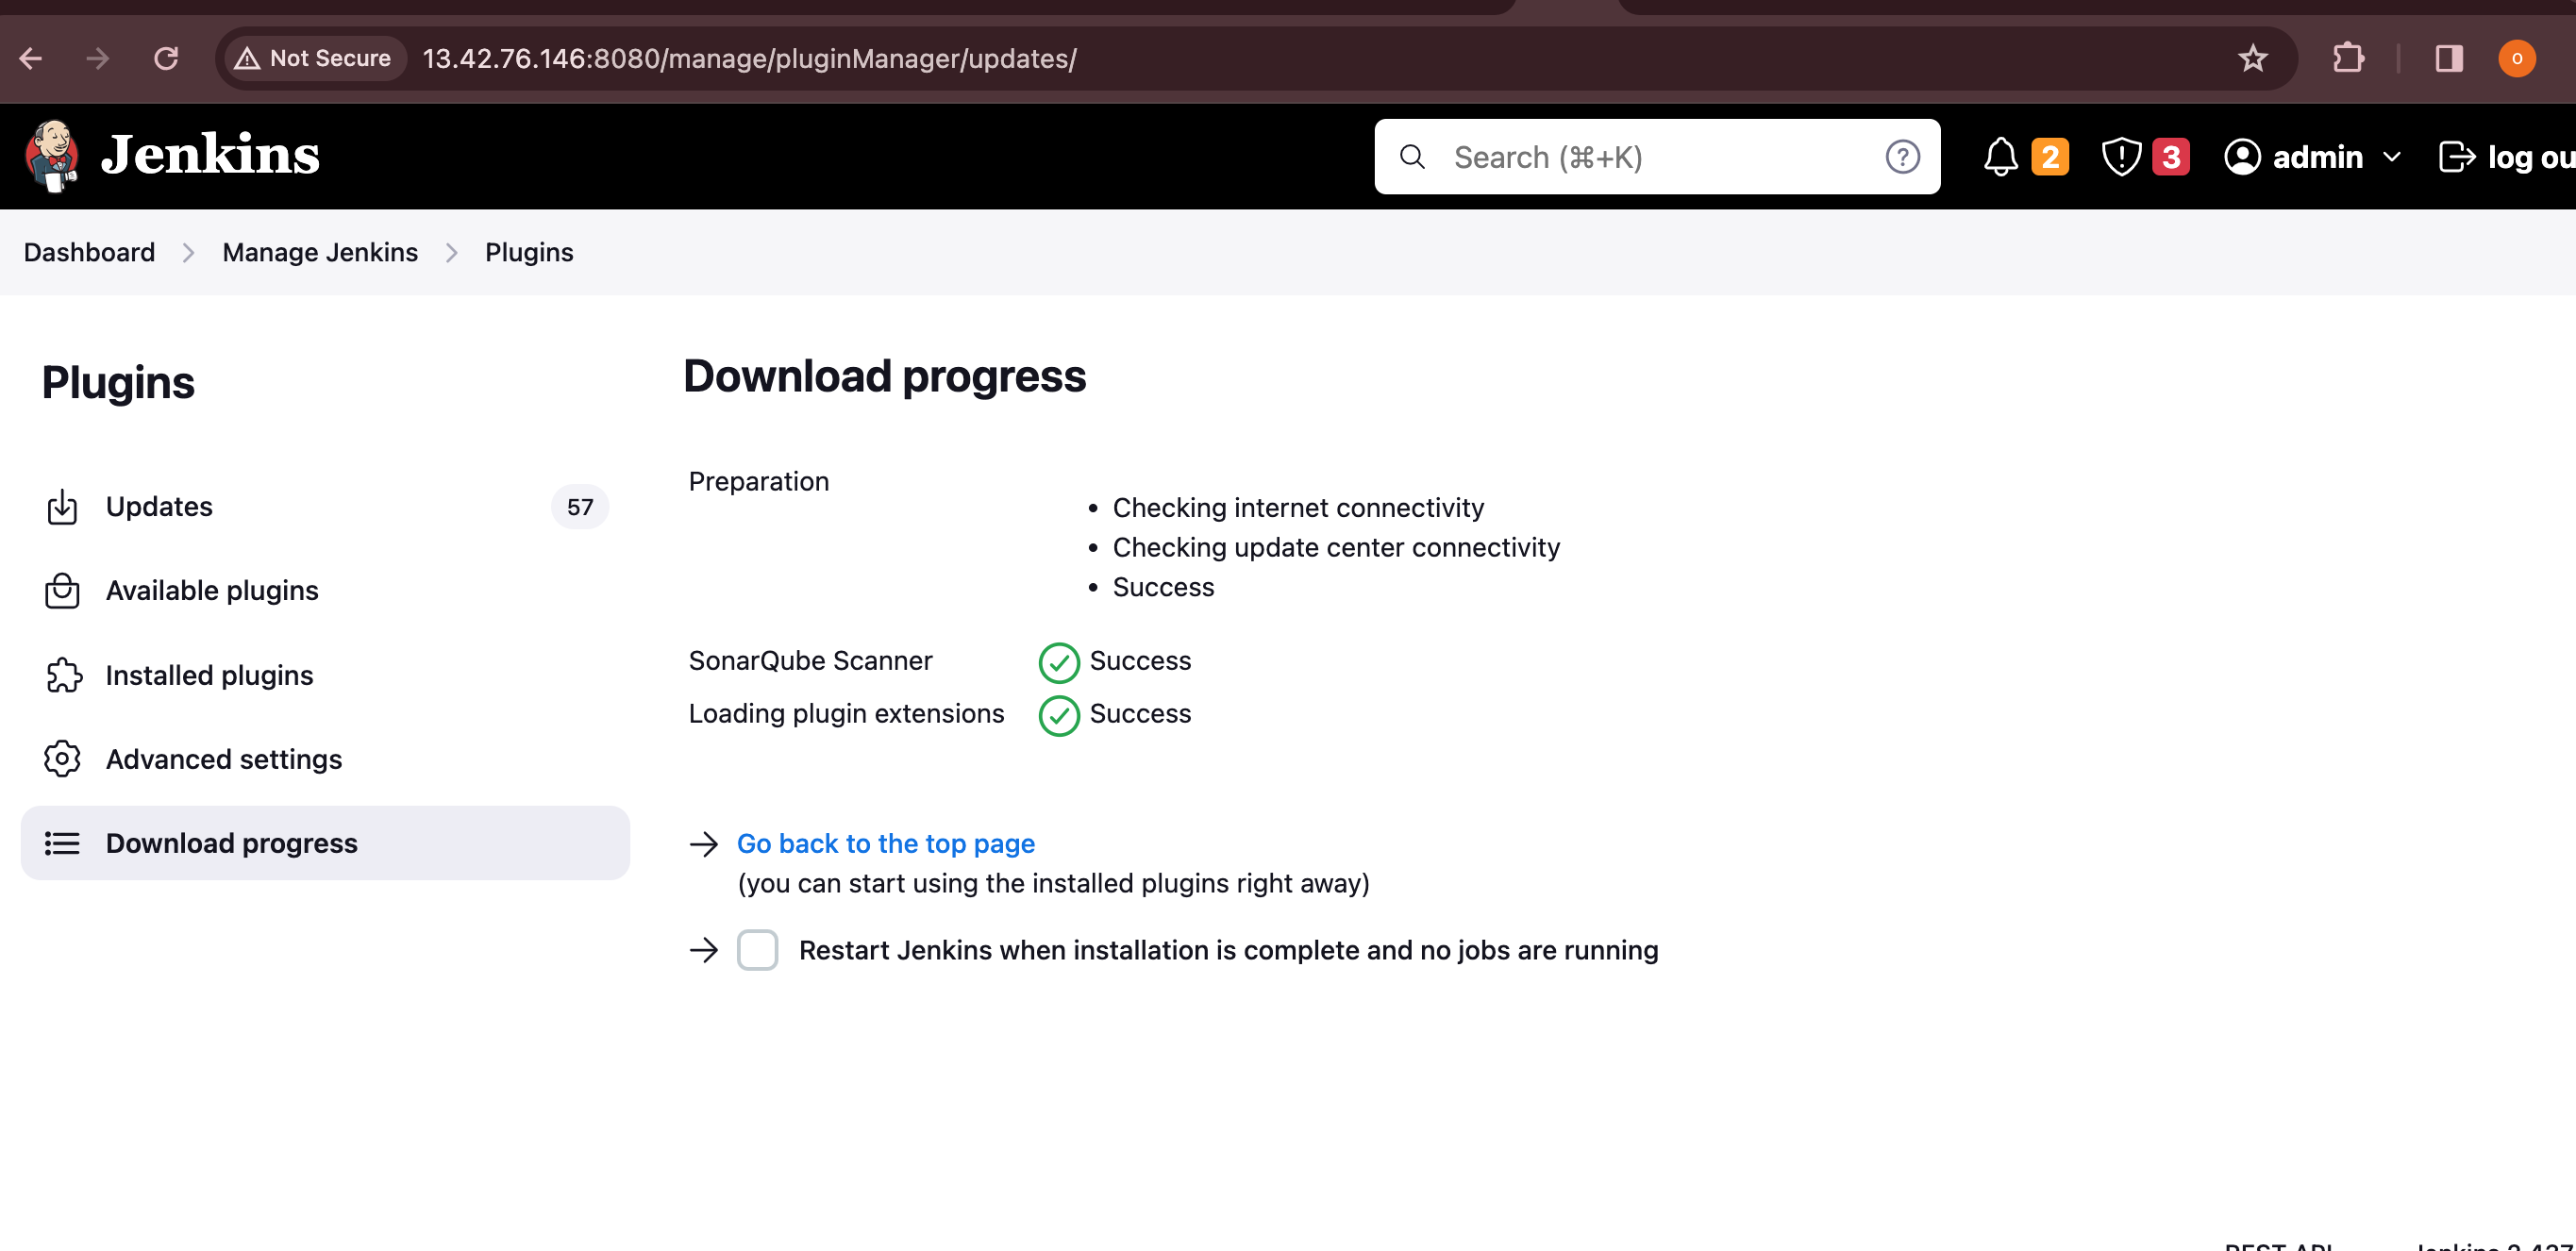 Not Secure 13.42.76.146:8080/manage/pluginManager/updates/ O
Jenkins Search (⌘+K) ? 2 3 admin log ou
Dashboard Manage Jenkins Plugins
Plugins
Updates 57
Available plugins
Installed plugins
Advanced settings
Download progress
Download progress
Preparation
• Checking internet connectivity
• Checking update center connectivity
• Success
SonarQube Scanner Success
Loading plugin extensions Success
Go back to the top page
(you can start using the installed plugins right away)
Restart Jenkins when installation is complete and no jobs are running
REST API